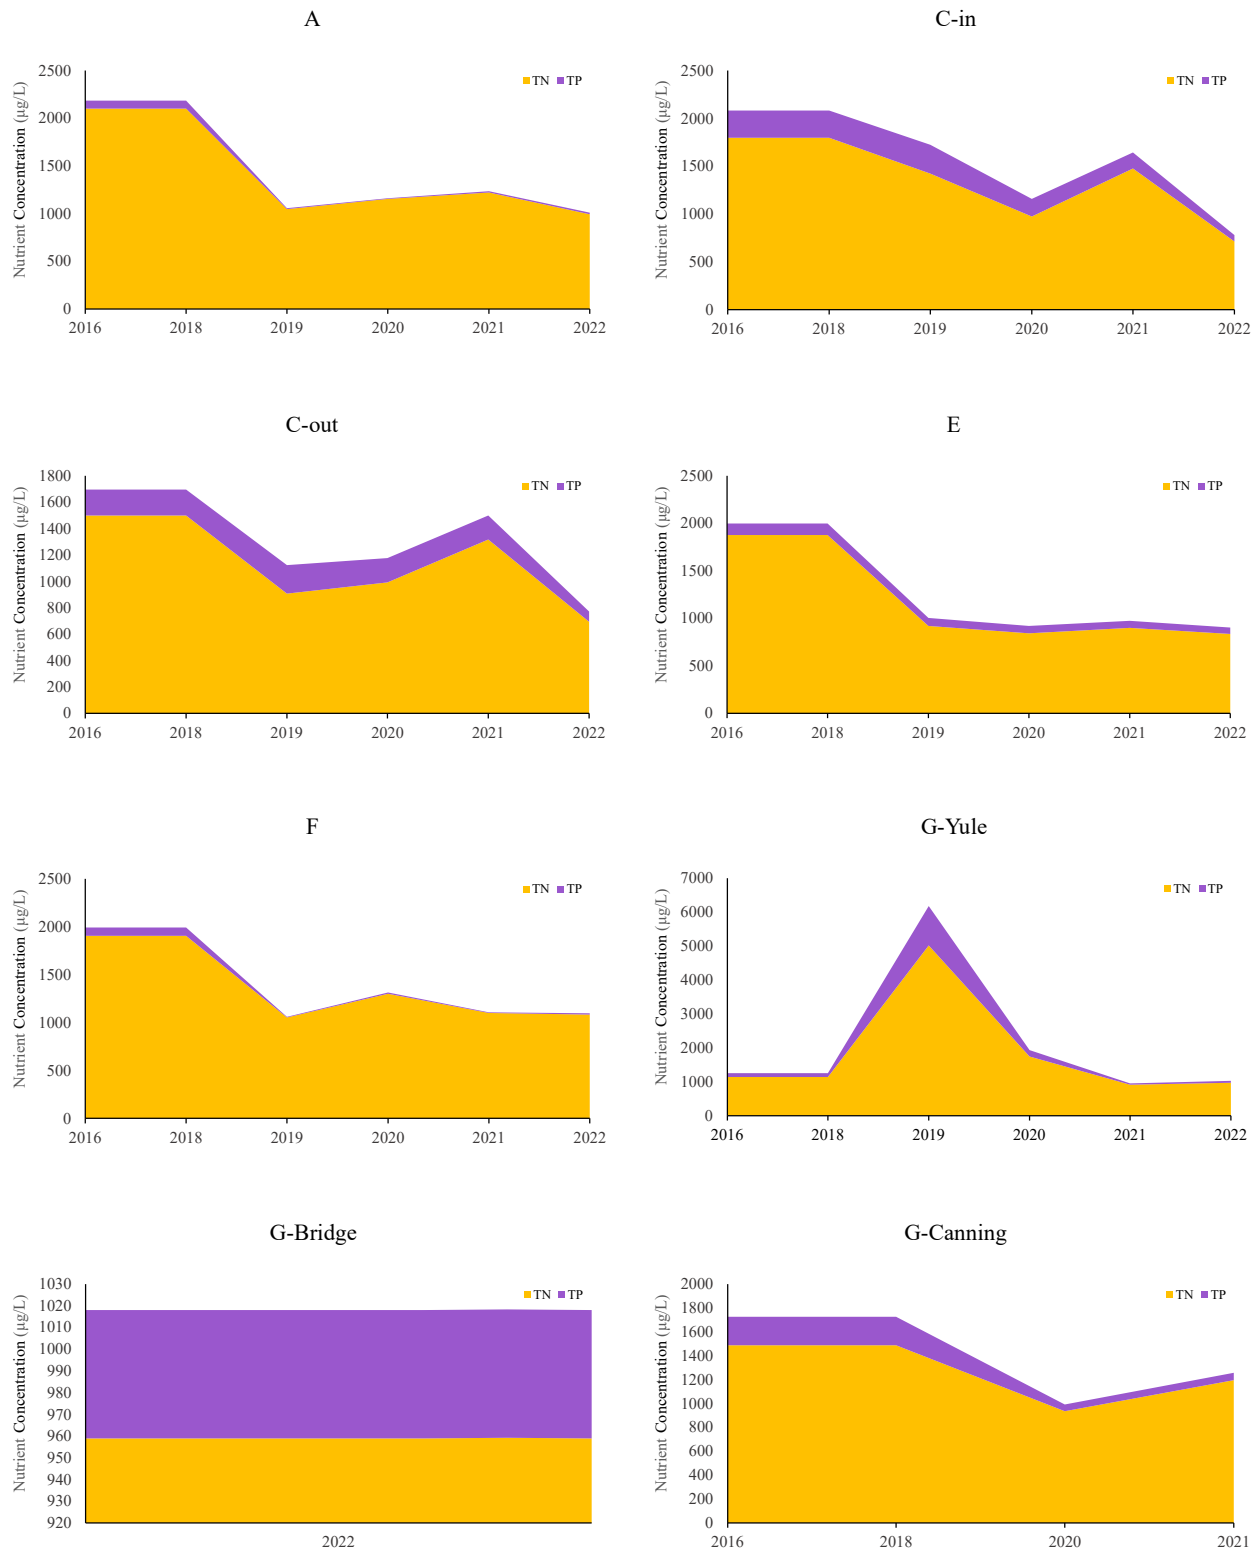 A
Nutrient Concentration (µg/L)
2500
2000
1500
1000
500
0
TN TP
2016 2018 2019 2020 2021 2022
C-in
Nutrient Concentration (µg/L)
2500
2000
1500
1000
500
0
TN TP
2016 2018 2019 2020 2021 2022
C-out
Nutrient Concentration (µg/L)
1800
1600
1400
1200
1000
800
600
400
200
0
TN TP
2016 2018 2019 2020 2021 2022
E
Nutrient Concentration (µg/L)
2500
2000
1500
1000
500
0
TN TP
2016 2018 2019 2020 2021 2022
F
Nutrient Concentration (µg/L)
2500
2000
1500
1000
500
0
TN TP
2016 2018 2019 2020 2021 2022
G-Yule
Nutrient Concentration (µg/L)
7000
6000
5000
4000
3000
2000
1000
0
TN TP
2016 2018 2019 2020 2021 2022
G-Bridge
Nutrient Concentration (µg/L)
1030
1020
1010
1000
990
980
970
960
950
940
930
920
TN TP
2022
G-Canning
Nutrient Concentration (µg/L)
2000
1800
1600
1400
1200
1000
800
600
400
200
0
TN TP
2016 2018 2020 2021